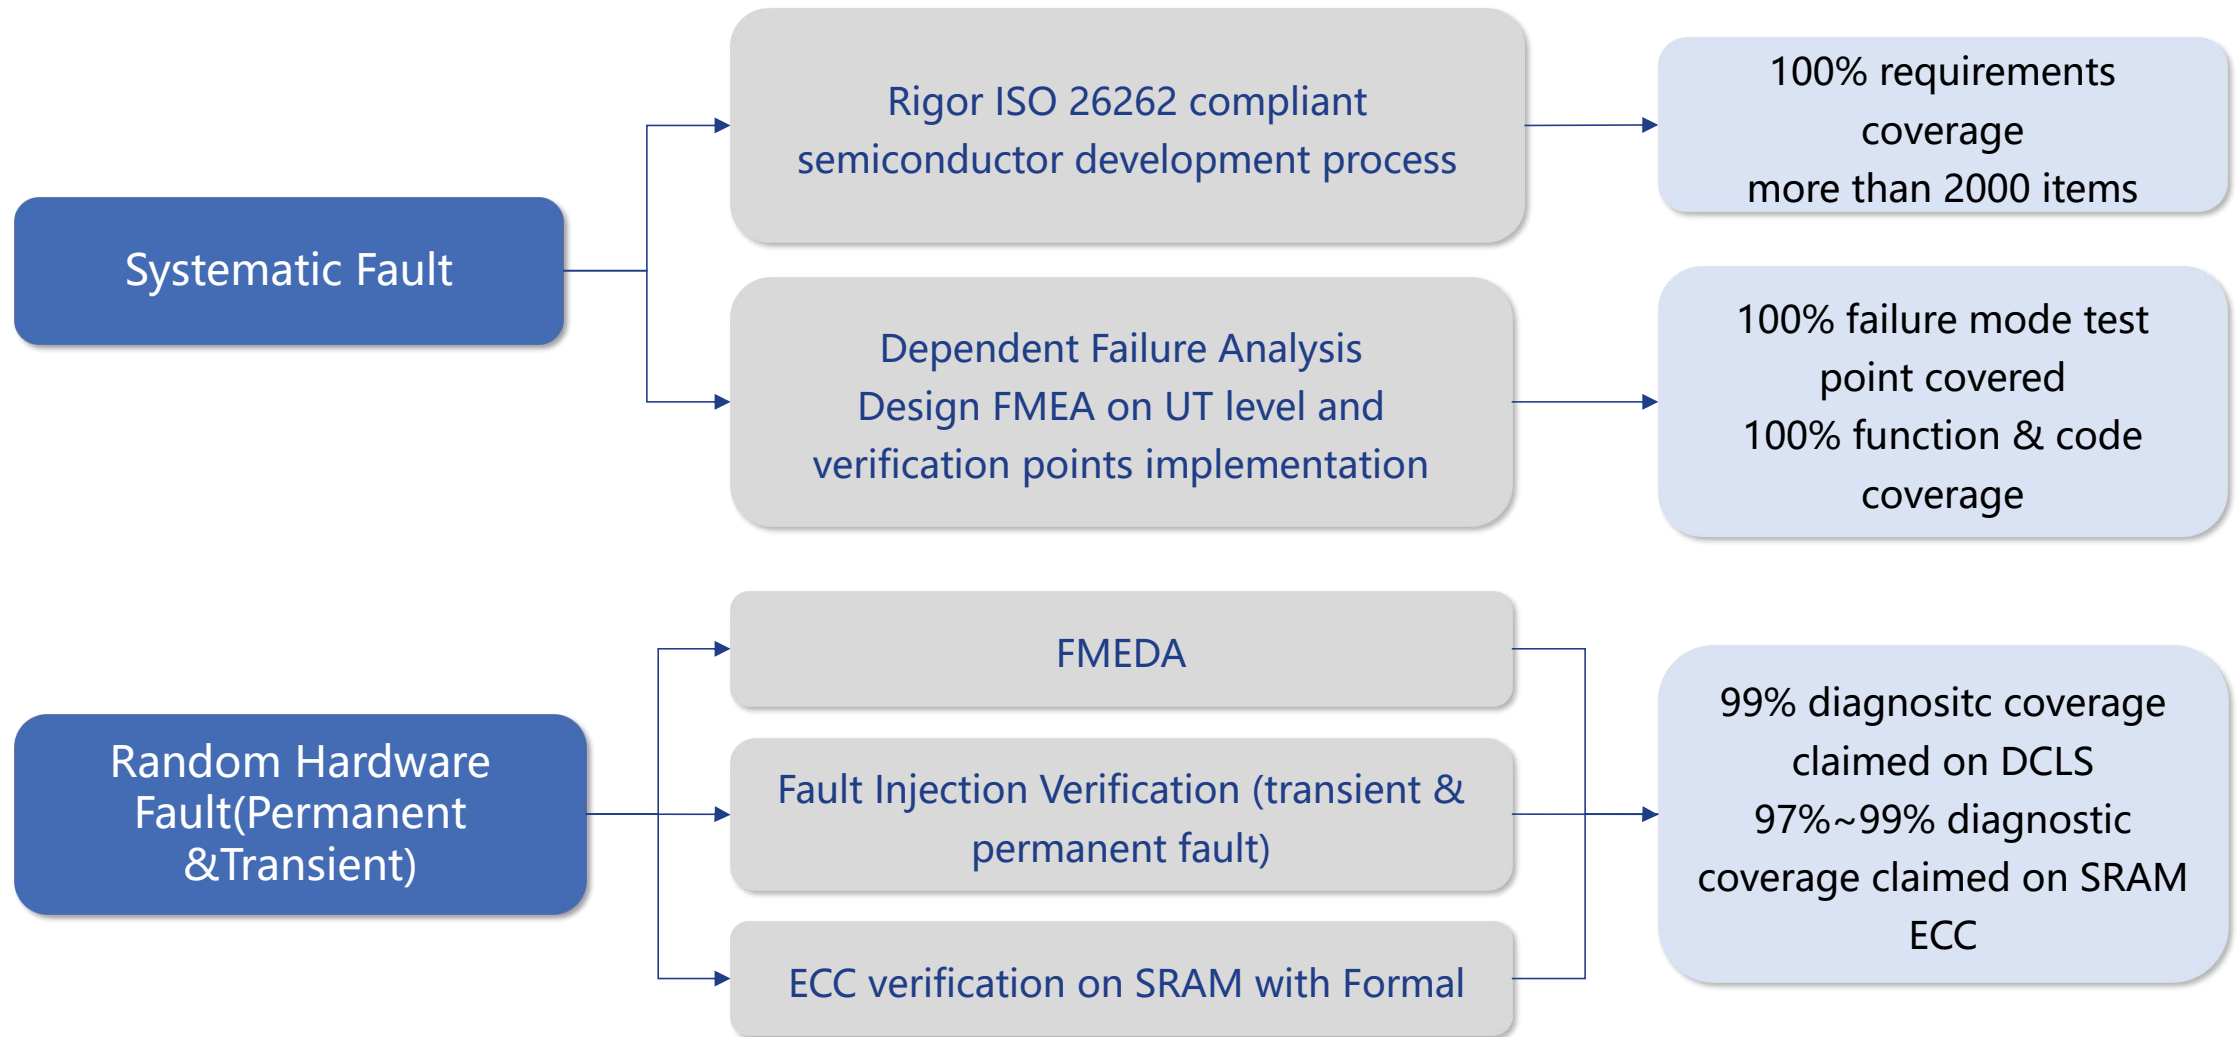 Rigor ISO 26262 compliant
semiconductor development process
100% requirements
coverage
more than 2000 items
Systematic Fault
Dependent Failure Analysis
Design FMEA on UT level and
verification points implementation
100% failure mode test
point covered
100% function & code
coverage
FMEDA
Random Hardware
Fault(Permanent
&Transient)
Fault Injection Verification (transient &
permanent fault)
ECC verification on SRAM with Formal
99% diagnositc coverage
claimed on DCLS
97%~99% diagnostic
coverage claimed on SRAM
ECC